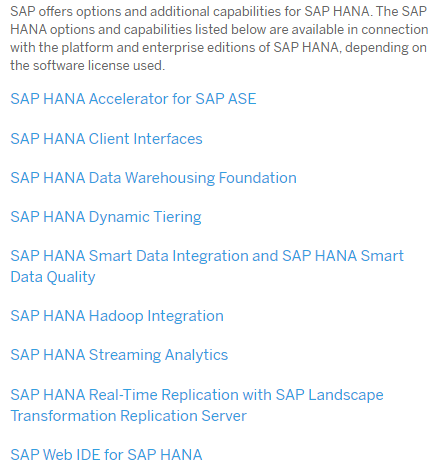 SAP offers options and additional capabilities for SAP HANA. The SAP
HANA options and capabilities listed below are available in connection
with the platform and enterprise editions of SAP HANA, depending on
the software license used.
SAP HANA Accelerator for SAP ASE
SAP HANA Client Interfaces
SAP HANA Data Warehousing Foundation
SAP HANA Dynamic Tiering
SAP HANA Smart Data Integration and SAP HANA Smart
Data Quality
SAP HANA Hadoop Integration
SAP HANA Streaming Analytics
SAP HANA Real-Time Replication with SAP Landscape
Transformation Replication Server
SAP Web IDE for SAP HANA